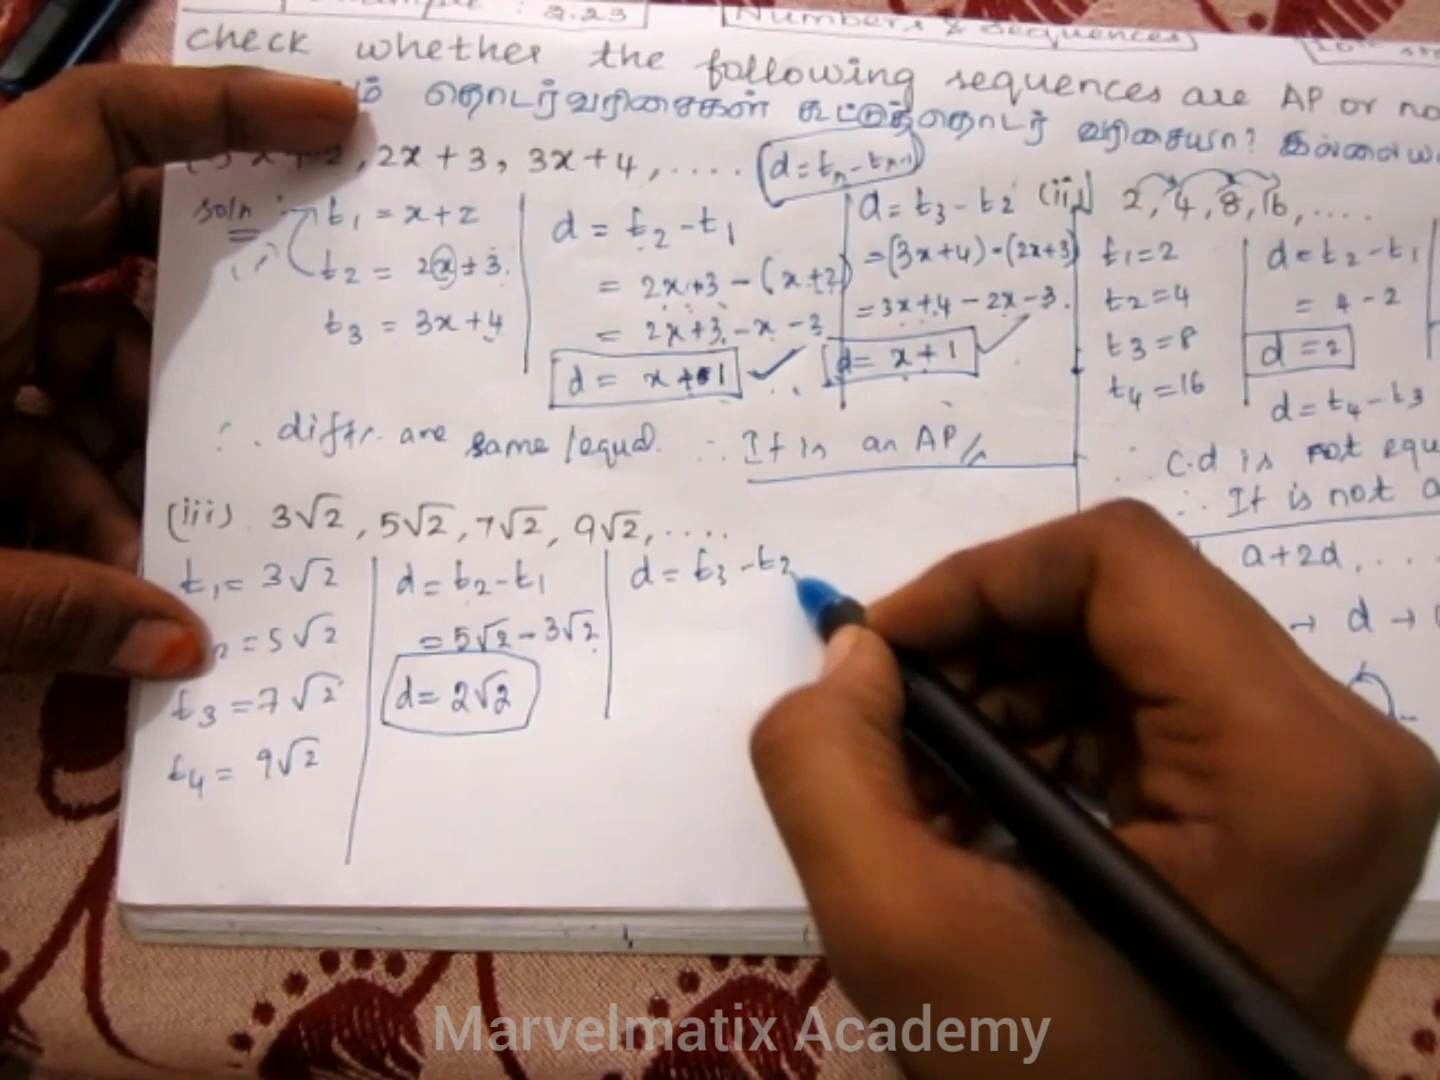 Example : 2.23
Numbers & Sequences
check whether the following sequences are AP or no
தொடர்வரிசைகள் கூட்டுத்தொடர் வரிசையா?
2x + 3, 3x + 4, ....
d = tn - tn-1
soln
t1 = x + 2
t2 = 2x + 3.
t3 = 3x + 4
d = t2 - t1
= 2x + 3 - (x + 2)
= 2x + 3 - x - 2
d = x + 1
d = t3 - t2
= (3x + 4) - (2x + 3)
= 3x + 4 - 2x - 3.
d = x + 1
∴ diffr. are same / equal. ∴ It is an AP //
(ii) 2, 4, 8, 16, ....
t1 = 2
t2 = 4
t3 = 8
t4 = 16
d = t2 - t1
= 4 - 2
d = 2
d = t4 - t3
∴ C.d is not equ
∴ It is not a
(iii) 3√2, 5√2, 7√2, 9√2, ....
t1 = 3√2
2 = 5√2
t3 = 7√2
t4 = 9√2
d = t2 - t1
= 5√2 - 3√2
d = 2√2
d = t3 - t2
a + 2d, ..
→ d →
Marvelmatix Academy